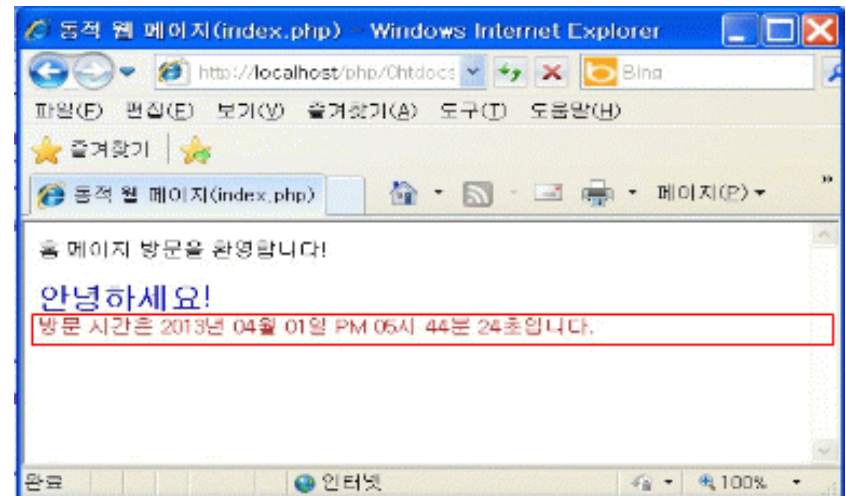 동적 웹 페이지(index.php) - Windows Internet Explorer
http://localhost/php/0htdocs
Bing
파일(F) 편집(E) 보기(V) 즐겨찾기(A) 도구(T) 도움말(H)
즐겨찾기
동적 웹 페이지(index.php)
페이지(P)
»
홈 페이지 방문을 환영합니다!
안녕하세요!
방문 시간은 2013년 04월 01일 PM 05시 44분 24초입니다.
완료
인터넷
100%